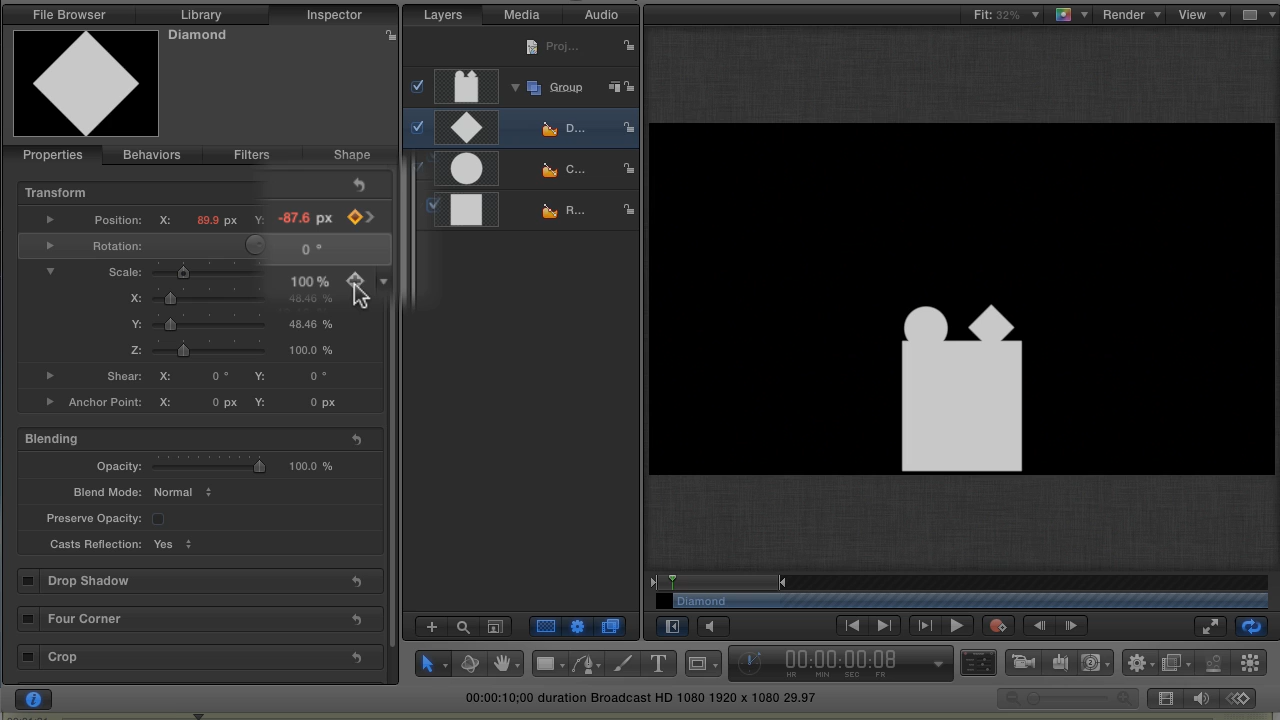 File Browser Library Inspector Layers Media Audio Fit: 32% Render View
Diamond
Proj...
Group
D...
C...
R...
Properties Behaviors Filters Shape
Transform
Position: X: 89.9 px Y: -87.6 px
Rotation: 0 °
Scale: 100 %
X: 48.46 %
Y: 48.46 %
Z: 100.0 %
Shear: X: 0 ° Y: 0 °
Anchor Point: X: 0 px Y: 0 px
Blending
Opacity: 100.0 %
Blend Mode: Normal
Preserve Opacity:
Casts Reflection: Yes
Drop Shadow
Four Corner
Crop
Diamond
T
00:00:00:08
HR MIN SEC FR
00:00:10;00 duration Broadcast HD 1080 1920 x 1080 29.97